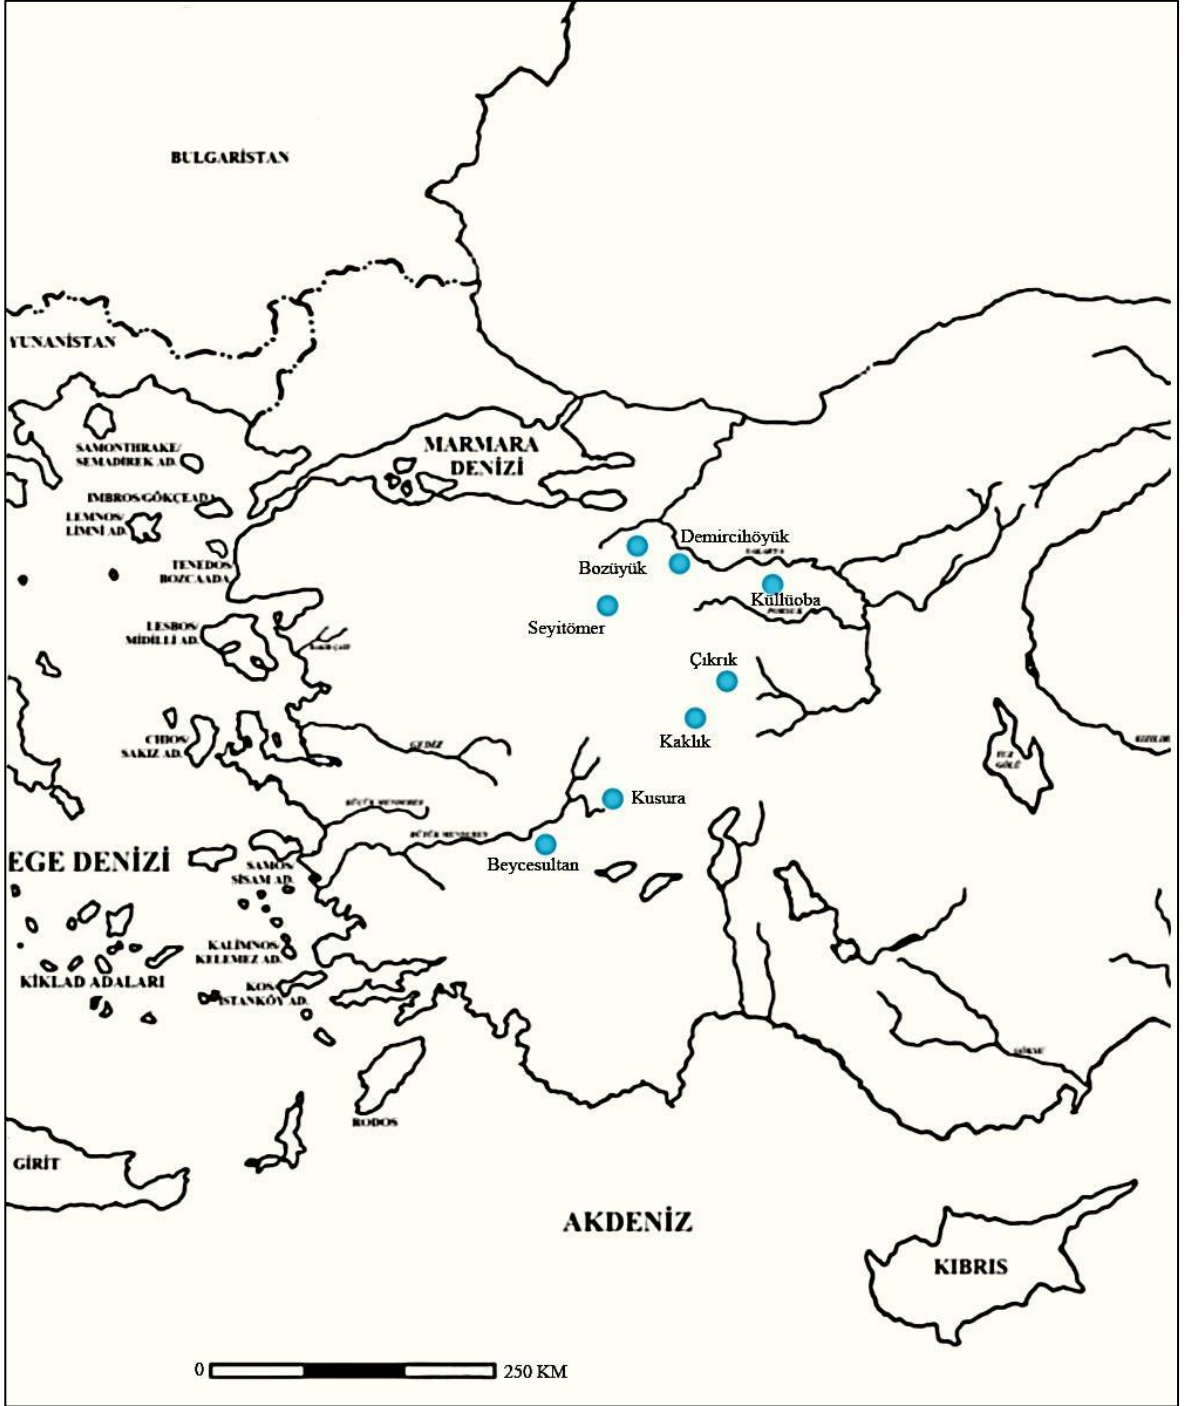 BULGARİSTAN
YUNANİSTAN
MARMARA
DENİZİ
SAMONTHRAKE/
SEMADİREK AD.
IMBROS/GÖKÇEADA
LEMNOS/
LİMNİ AD.
TENEDOS/
BOZCAADA
Demircihöyük
Bozüyük
Küllüoba
PORSUK
Seyitömer
LESBOS/
MİDİLLİ AD.
Çıkrık
CHIOS/
SAKIZ AD.
GEDİZ
Kaklık
TUZ
GÖLÜ
Kusura
KÜÇÜK MENDERES
BÜYÜK MENDERES
EGE DENİZİ
SAMOS/
SİSAM AD.
Beycesultan
KALİMNOS/
KELEMEZ AD.
KİKLAD ADALARI
KOS/
İSTANKÖY AD.
RODOS
GİRİT
AKDENİZ
KIBRIS
0 250 KM